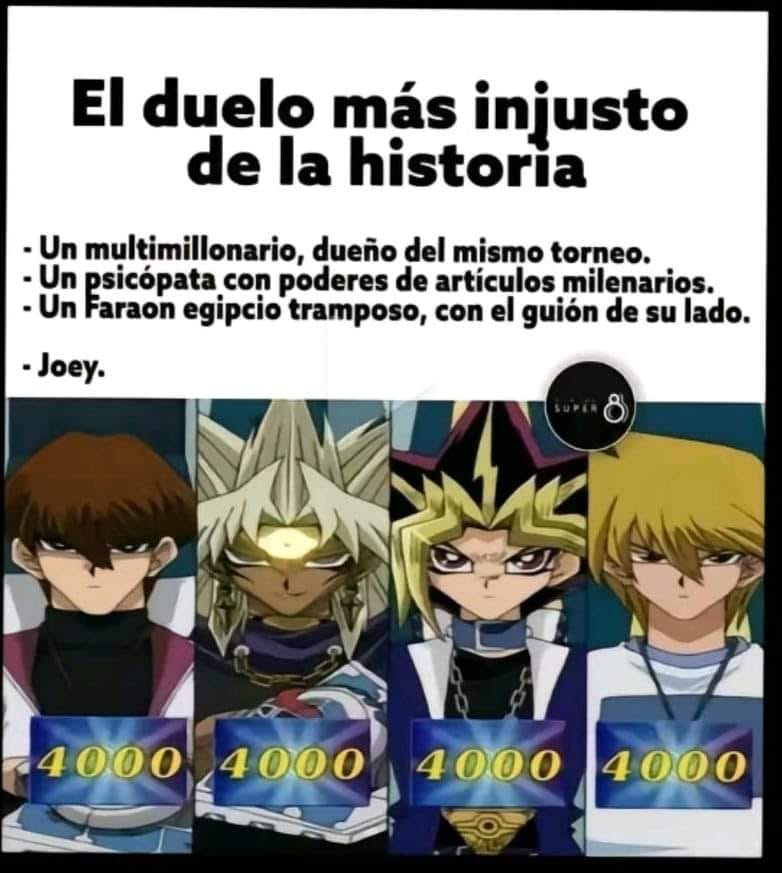 El duelo más injusto
de la historia
- Un multimillonario, dueño del mismo torneo.
- Un psicópata con poderes de artículos milenarios.
- Un Faraon egipcio tramposo, con el guión de su lado.
- Joey.
SUPER 8
4000 4000 4000 4000